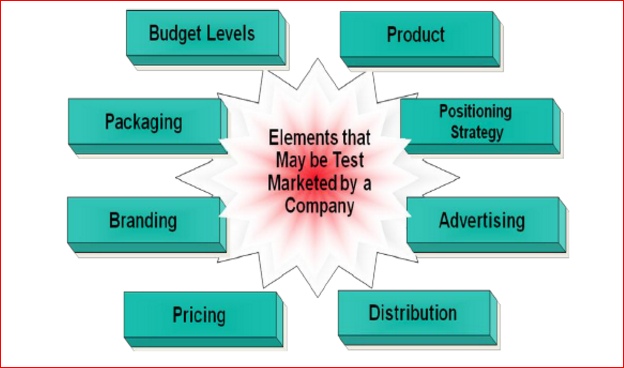 Budget Levels
Product
Packaging
Positioning
Strategy
Elements that
May be Test
Marketed by a
Company
Branding
Advertising
Pricing
Distribution